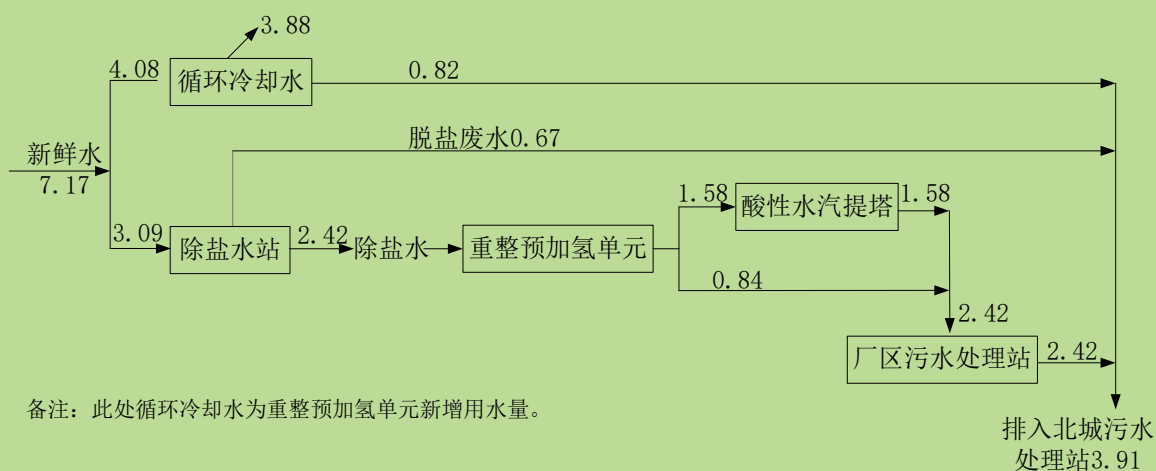 3.88
4.08
循环冷却水
0.82
脱盐废水0.67
新鲜水
7.17
1.58
酸性水汽提塔
1.58
3.09
除盐水站
2.42
除盐水
重整预加氢单元
0.84
2.42
厂区污水处理站
2.42
备注：此处循环冷却水为重整预加氢单元新增用水量。
排入北城污水
处理站3.91